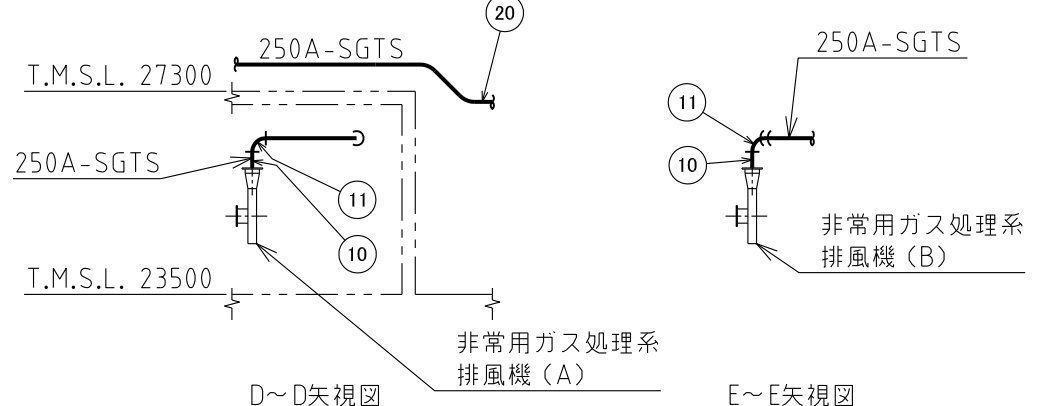 20
250A-SGTS
T.M.S.L. 27300
250A-SGTS
11
10
T.M.S.L. 23500
非常用ガス処理系
排風機(A)
D～D矢視図
250A-SGTS
11
10
非常用ガス処理系
排風機(B)
E～E矢視図